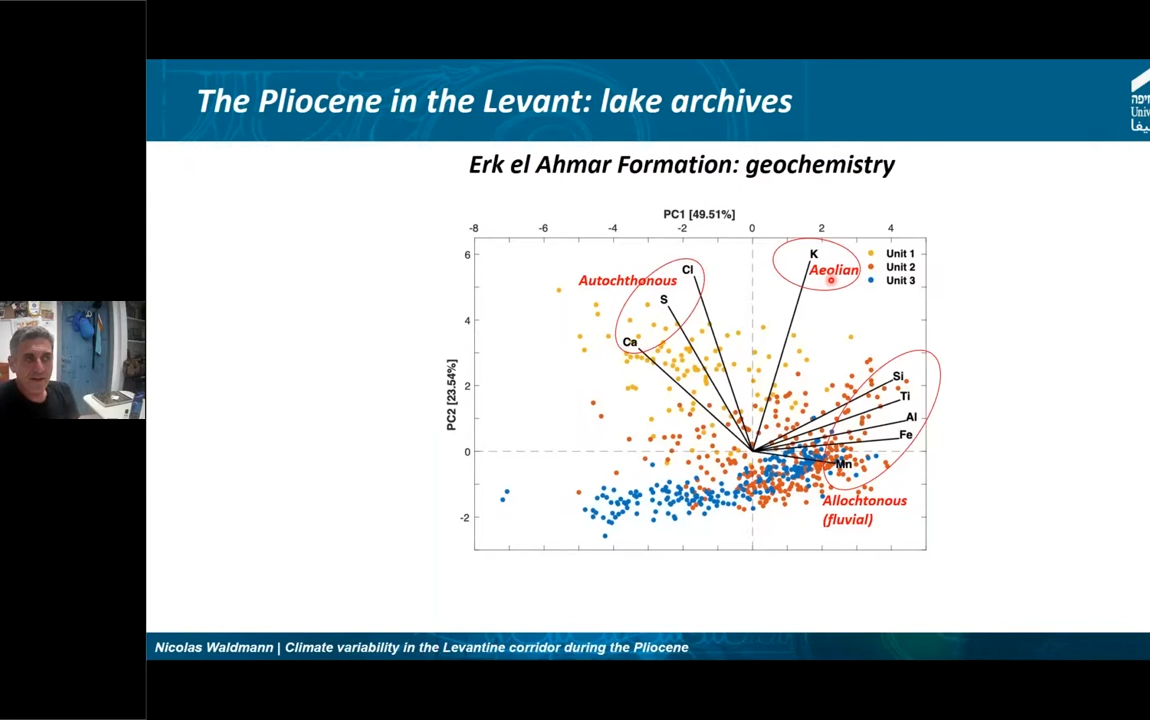 The Pliocene in the Levant: lake archives
Erk el Ahmar Formation: geochemistry
PC1 [49.51%]
-8 -6 -4 -2 0 2 4
PC2 [23.54%]
6
4
2
0
-2
Cl
S
Ca
Autochthonous
K
Aeolian
Unit 1
Unit 2
Unit 3
Si
Ti
Al
Fe
Mn
Allochtonous
(fluvial)
Nicolas Waldmann | Climate variability in the Levantine corridor during the Pliocene